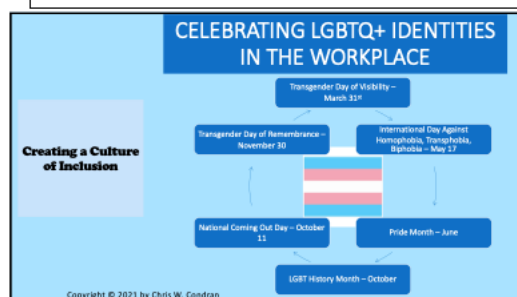 CELEBRATING LGBTQ+ IDENTITIES
IN THE WORKPLACE
Creating a Culture
of Inclusion
Transgender Day of Visibility –
March 31st
International Day Against
Homophobia, Transphobia,
Biphobia – May 17
Pride Month – June
LGBT History Month – October
National Coming Out Day – October
11
Transgender Day of Remembrance –
November 30
Copyright © 2021 by Chris W. Condran